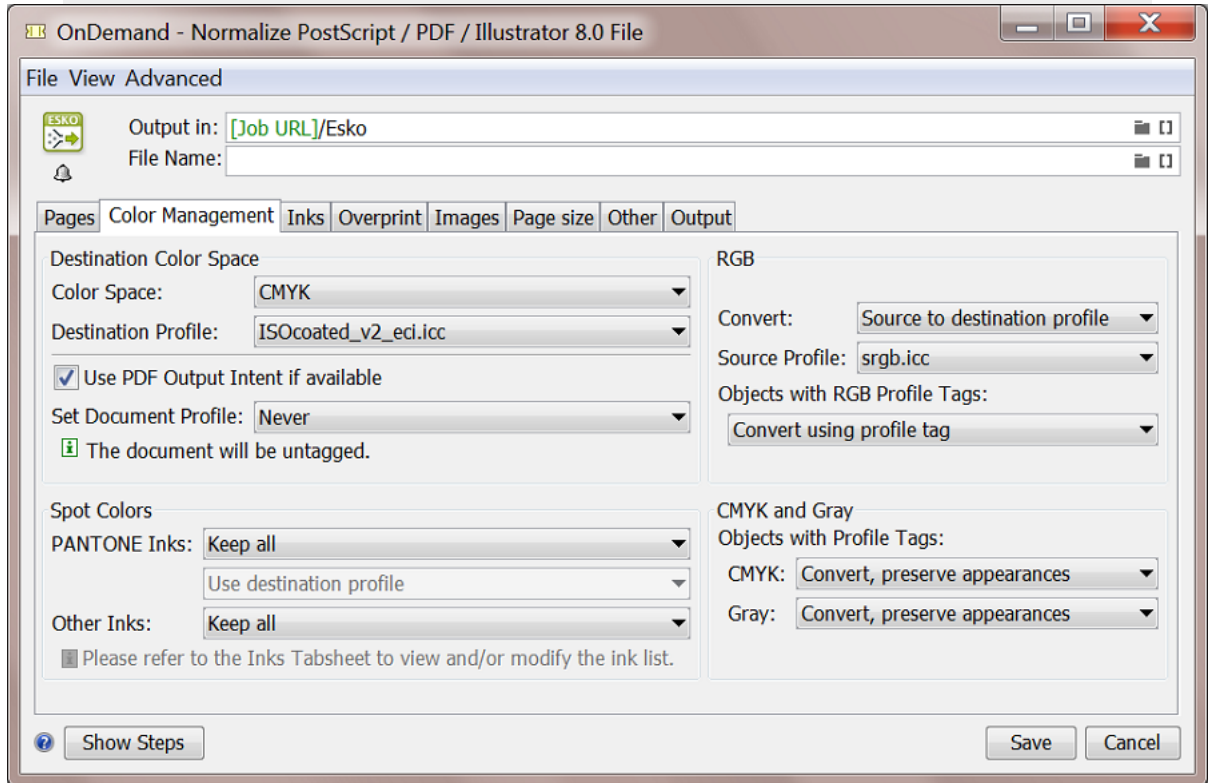 OnDemand - Normalize PostScript / PDF / Illustrator 8.0 File
File View Advanced
ESKO
Output in: [Job URL]/Esko
File Name:
Pages Color Management Inks Overprint Images Page size Other Output
Destination Color Space
Color Space: CMYK
Destination Profile: ISOcoated_v2_eci.icc
Use PDF Output Intent if available
Set Document Profile: Never
The document will be untagged.
RGB
Convert: Source to destination profile
Source Profile: srgb.icc
Objects with RGB Profile Tags:
Convert using profile tag
Spot Colors
PANTONE Inks: Keep all
Use destination profile
Other Inks: Keep all
Please refer to the Inks Tabsheet to view and/or modify the ink list.
CMYK and Gray
Objects with Profile Tags:
CMYK: Convert, preserve appearances
Gray: Convert, preserve appearances
Show Steps
Save Cancel